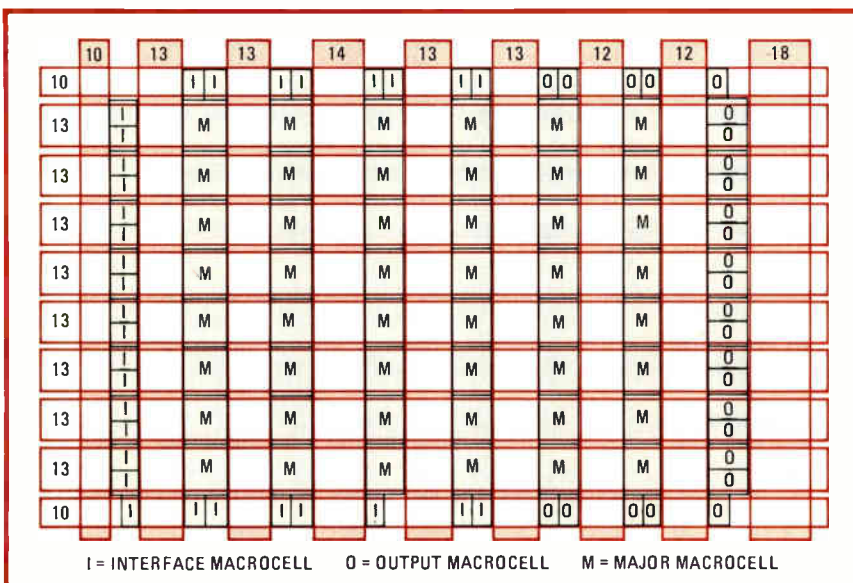 10 13 13 14 13 13 12 12 18
10 I I I I I I I I O O O O O
13 I M M M M M M O
I O
13 I M M M M M M O
I O
13 I M M M M M M O
I O
13 I M M M M M M O
I O
13 I M M M M M M O
I O
13 I M M M M M M O
I O
13 I M M M M M M O
I O
13 I M M M M M M O
I O
10 I I I I I I I I O O O O O
I = INTERFACE MACROCELL O = OUTPUT MACROCELL M = MAJOR MACROCELL